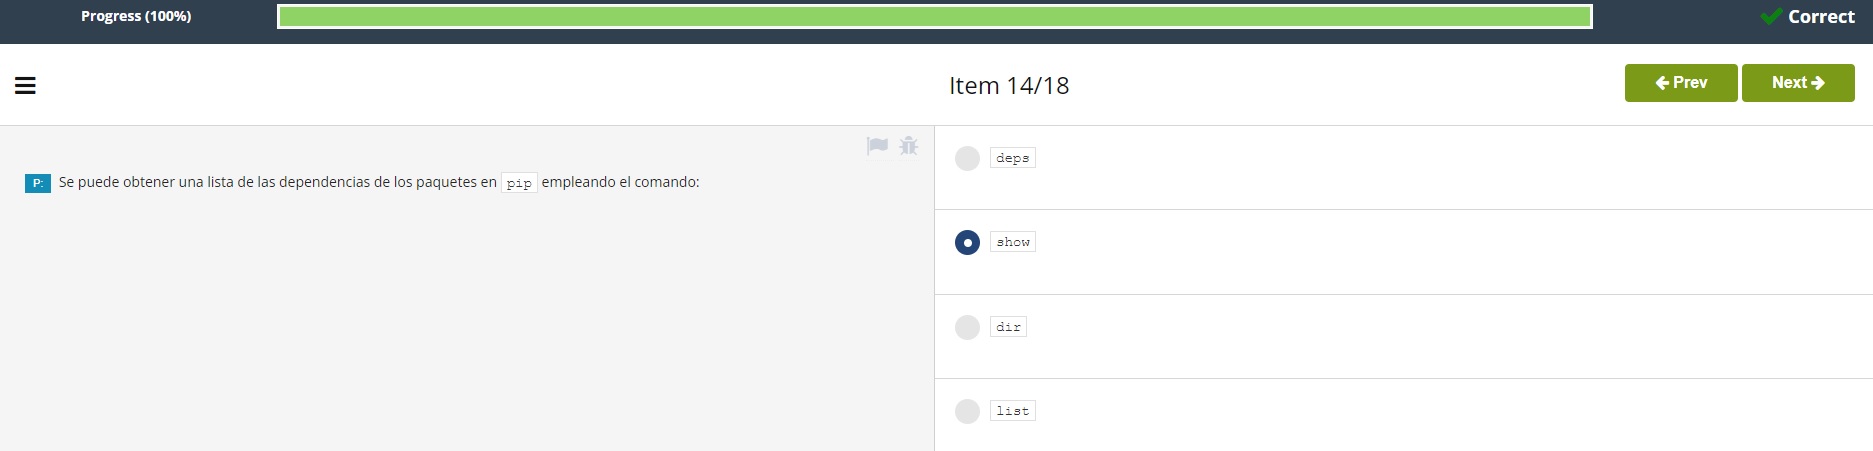 Progress (100%)
Correct
Item 14/18
Prev
Next
P: Se puede obtener una lista de las dependencias de los paquetes en pip empleando el comando:
deps
show
dir
list